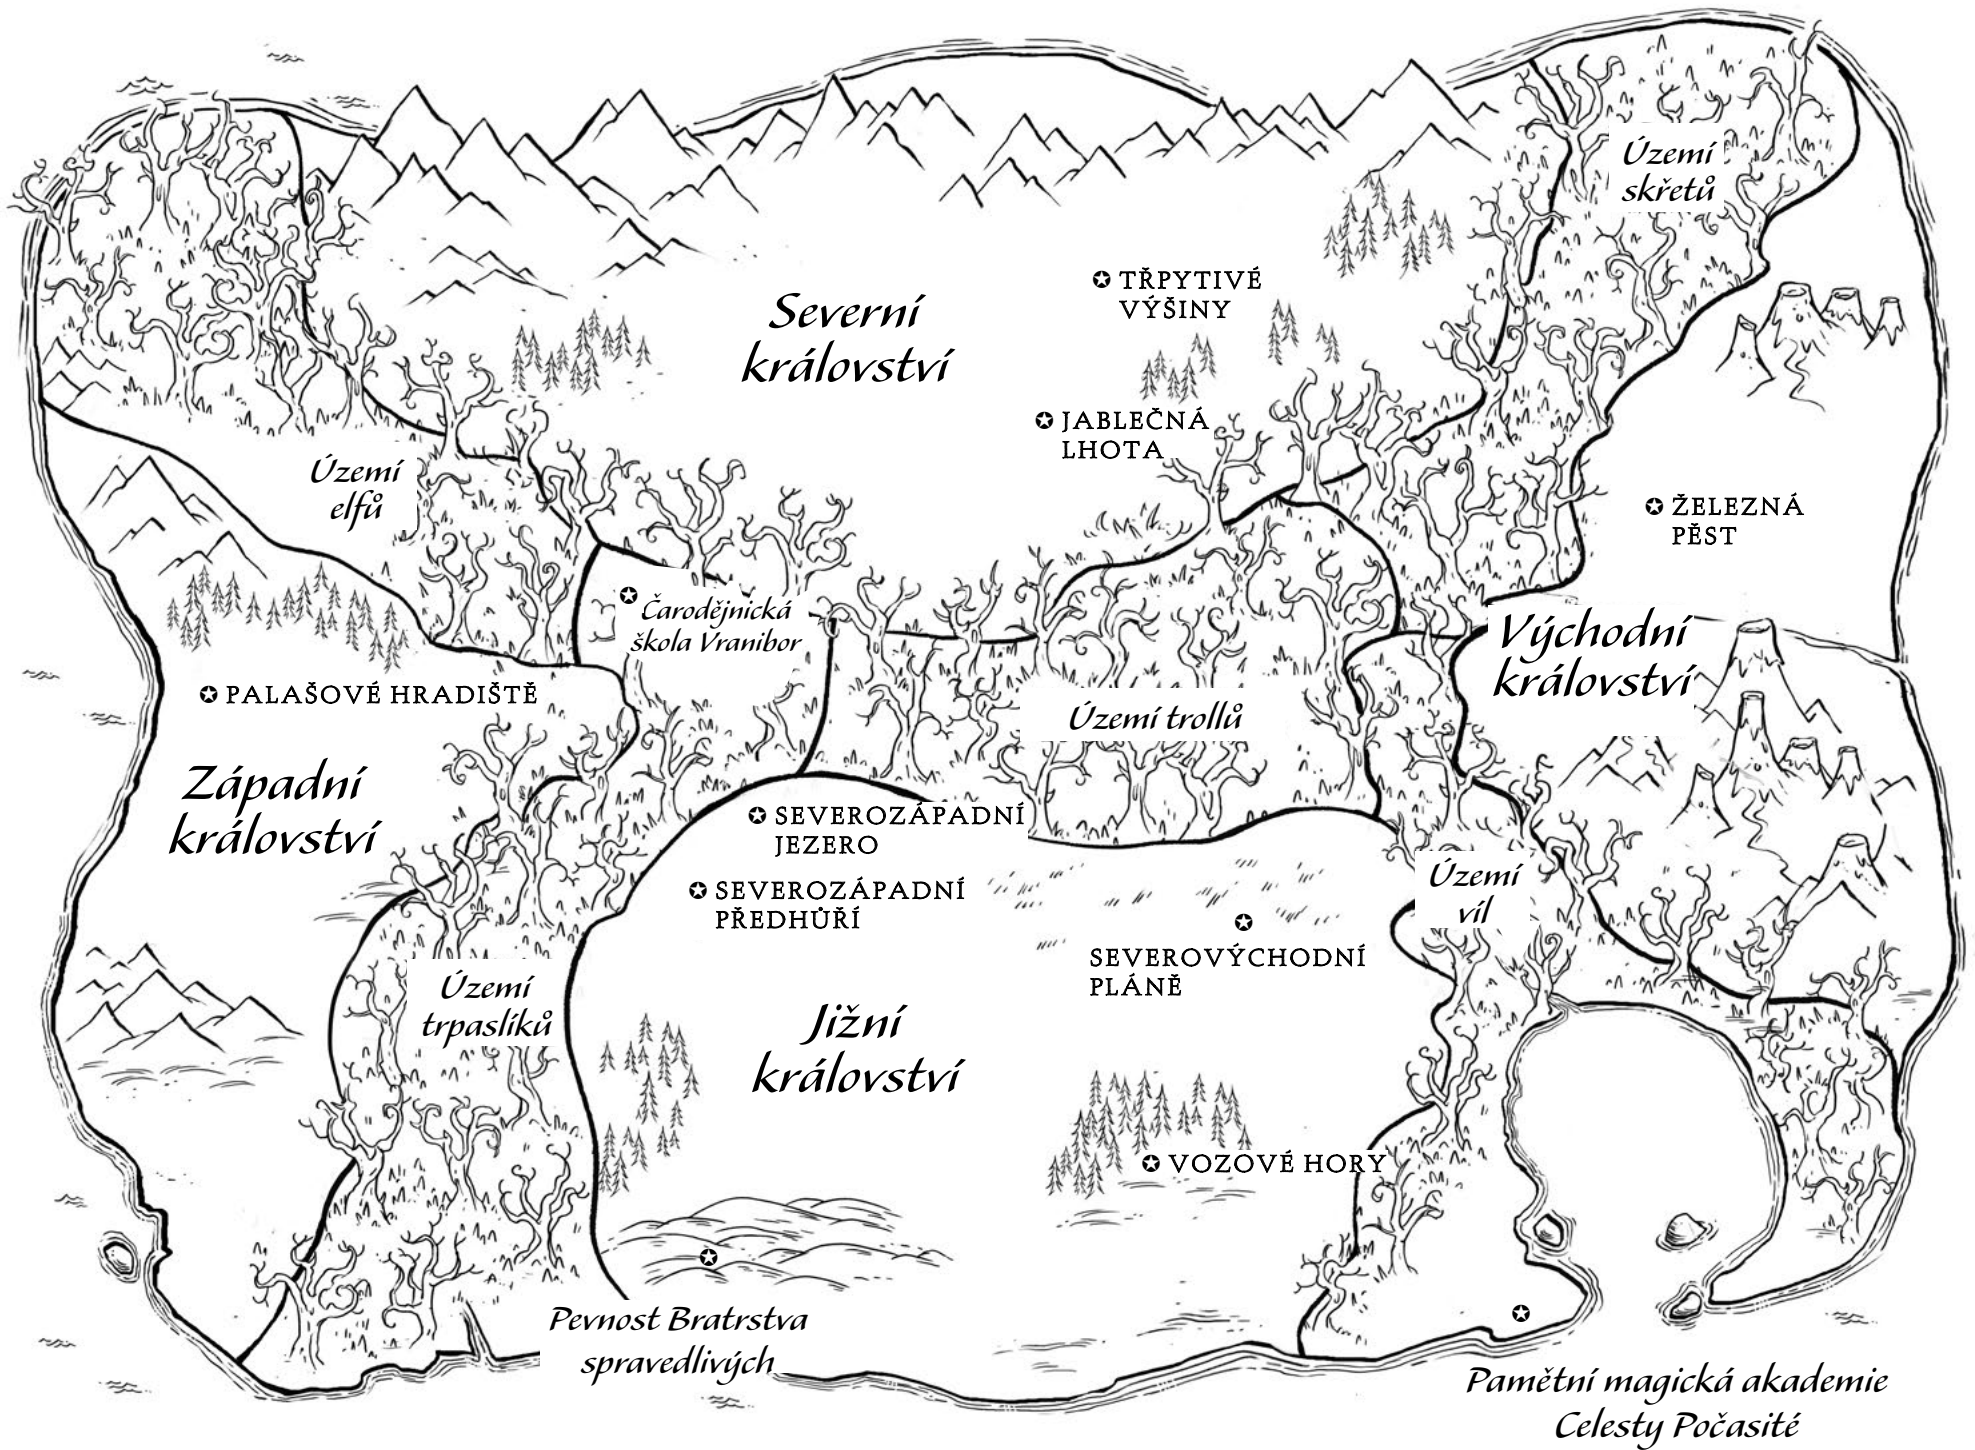 Území
skřetů
TŘPYTIVÉ
VÝŠINY
Severní
království
JABLEČNÁ
LHOTA
Území
elfů
ŽELEZNÁ
PĚST
Čarodějnická
škola Vranibor
Východní
království
PALAŠOVÉ HRADIŠTĚ
Území trollů
Západní
království
SEVEROZÁPADNÍ
JEZERO
SEVEROZÁPADNÍ
PŘEDHŮŘÍ
Území
víl
SEVEROVÝCHODNÍ
PLÁNĚ
Území
trpaslíků
Jižní
království
VOZOVÉ HORY
Pevnost Bratrstva
spravedlivých
Pamětní magická akademie
Celesty Počasité